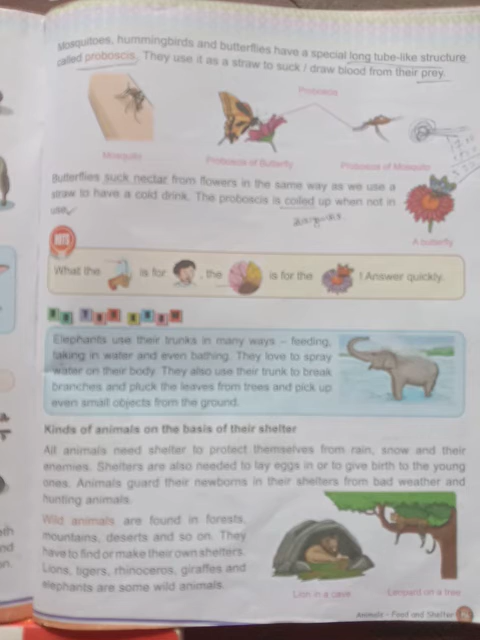 Mosquitoes, hummingbirds and butterflies have a special long tube-like structure
called proboscis. They use it as a straw to suck / draw blood from their prey.
Proboscis
Mosquito
Proboscis of Butterfly
Proboscis of Mosquito
Butterflies suck nectar from flowers in the same way as we use a
straw to have a cold drink. The proboscis is coiled up when not in
use.
A butterfly
HOTS
What the is for , the is for the ! Answer quickly.
Elephants use their trunks in many ways – feeding,
taking in water and even bathing. They love to spray
water on their body. They also use their trunk to break
branches and pluck the leaves from trees and pick up
even small objects from the ground.
Kinds of animals on the basis of their shelter
All animals need shelter to protect themselves from rain, snow and their
enemies. Shelters are also needed to lay eggs in or to give birth to the young
ones. Animals guard their newborns in their shelters from bad weather and
hunting animals.
Wild animals are found in forests,
mountains, deserts and so on. They
have to find or make their own shelters.
Lions, tigers, rhinoceros, giraffes and
elephants are some wild animals.
Lion in a cave
Leopard on a tree
Animals – Food and Shelter